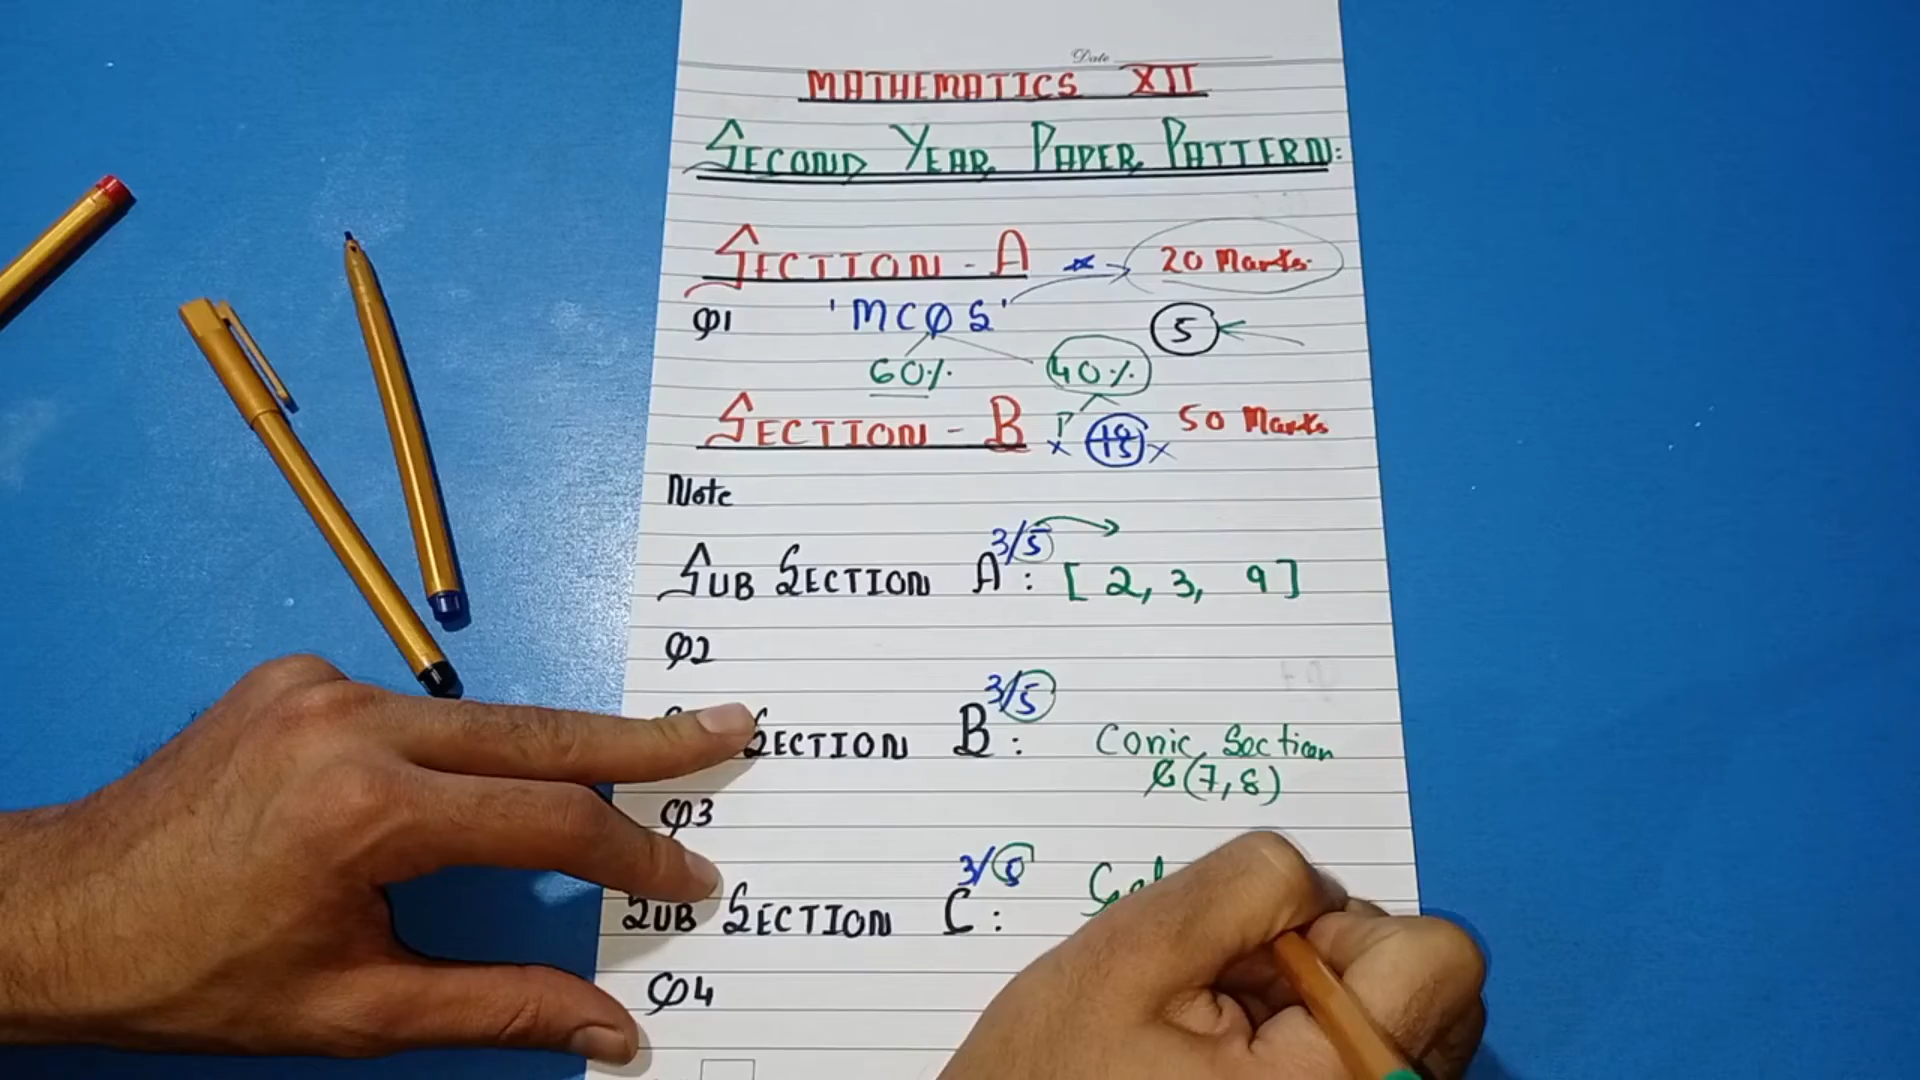 Date
MATHEMATICS XII
SECOND YEAR PAPER PATTERN:
SECTION - A 20 Marks.
Q1 'MCQS' 5
60% 40%
SECTION - B 50 Marks
Note
3/5
SUB SECTION A: [ 2, 3, 9]
Q2
3/5
SECTION B: Conic Section
(7,8)
Q3
3/5
SUB SECTION C:
Q4